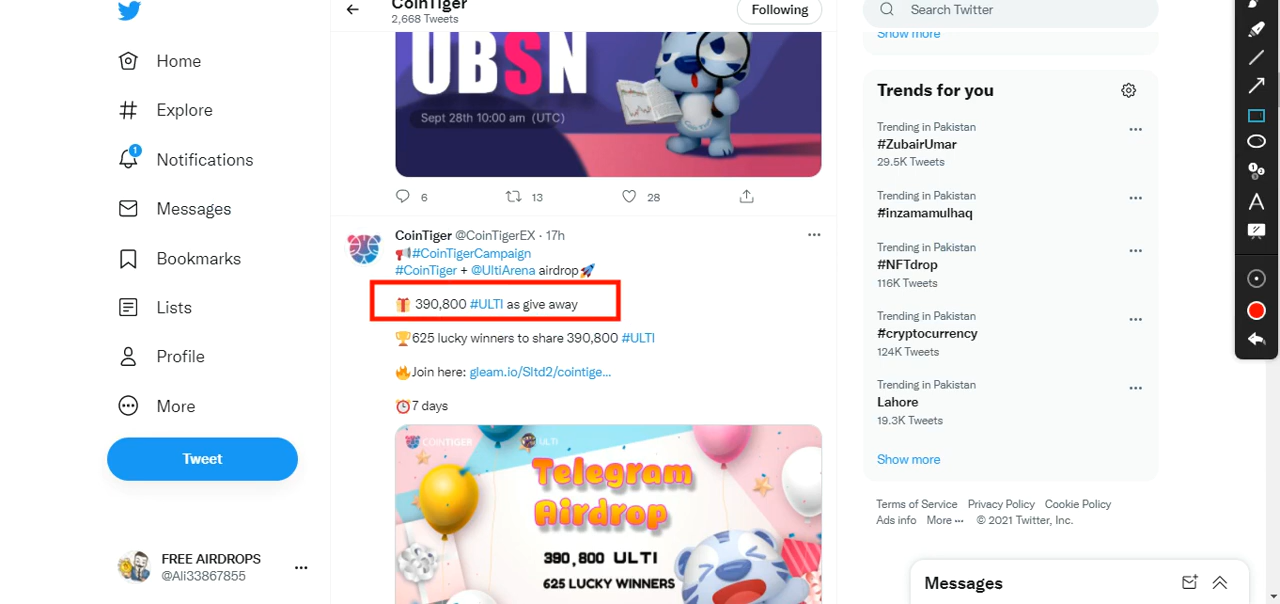 CoinTiger
2,668 Tweets
Following
Search Twitter
Home
Explore
1
Notifications
Messages
Bookmarks
Lists
Profile
More
Tweet
FREE AIRDROPS
@Ali33867855
UBSN
Sept 28th 10:00 am (UTC)
6
13
28
CoinTiger @CoinTigerEX · 17h
#CoinTigerCampaign
#CoinTiger + @UltiArena airdrop
390,800 #ULTI as give away
625 lucky winners to share 390,800 #ULTI
Join here: gleam.io/Sltd2/cointige...
7 days
COINTIGER
ULTI
Telegram
Airdrop
390,800 ULTI
625 LUCKY WINNERS
Show more
Trends for you
Trending in Pakistan
#ZubairUmar
29.5K Tweets
Trending in Pakistan
#inzamamulhaq
Trending in Pakistan
#NFTdrop
116K Tweets
Trending in Pakistan
#cryptocurrency
124K Tweets
Trending in Pakistan
Lahore
19.3K Tweets
Show more
Terms of Service Privacy Policy Cookie Policy
Ads info More ··· © 2021 Twitter, Inc.
Messages
A